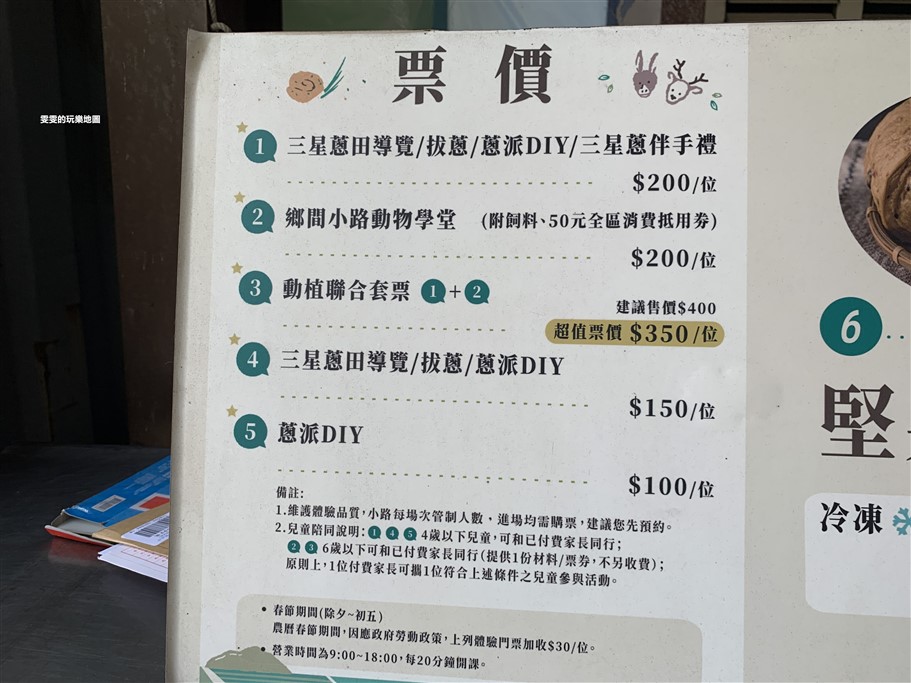 雯雯的玩樂地圖
票價
1 三星蔥田導覽/拔蔥/蔥派DIY/三星蔥伴手禮
$200/位
2 鄉間小路動物學堂 (附飼料、50元全區消費抵用券)
$200/位
3 動植聯合套票 1+2
建議售價$400
超值票價 $350/位
4 三星蔥田導覽/拔蔥/蔥派DIY
$150/位
5 蔥派DIY
$100/位
備註:
1.維護體驗品質,小路每場次管制人數,進場均需購票,建議您先預約。
2.兒童陪同說明:1 4 5 4歲以下兒童,可和已付費家長同行;
2 3 6歲以下可和已付費家長同行(提供1份材料/票券,不另收費);
原則上,1位付費家長可攜1位符合上述條件之兒童參與活動。
• 春節期間(除夕~初五)
農曆春節期間,因應政府勞動政策,上列體驗門票加收$30/位。
• 營業時間為9:00~18:00,每20分鐘開課。
6
堅
冷凍